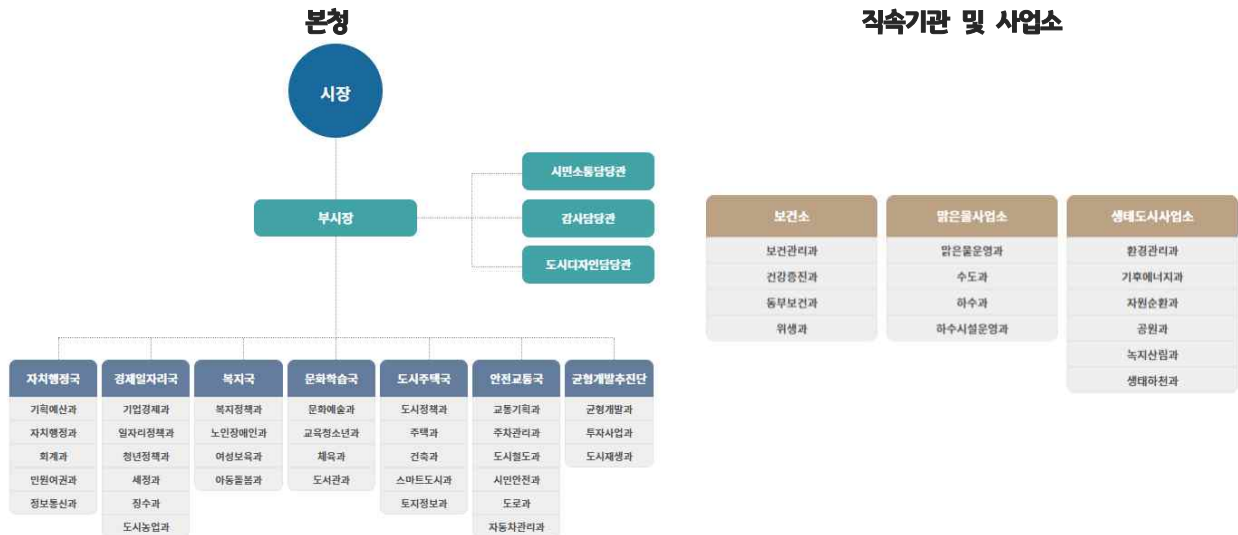 본청
직속기관 및 사업소
시장
부시장
시민소통담당관
감사담당관
도시디자인담당관
자치행정국
기획예산과
자치행정과
회계과
민원여권과
정보통신과
경제일자리국
기업경제과
일자리정책과
청년정책과
세정과
징수과
도시농업과
복지국
복지정책과
노인장애인과
여성보육과
아동돌봄과
문화학습국
문화예술과
교육청소년과
체육과
도서관과
도시주택국
도시정책과
주택과
건축과
스마트도시과
토지정보과
안전교통국
교통기획과
주차관리과
도시철도과
시민안전과
도로과
자동차관리과
균형개발추진단
균형개발과
투자사업과
도시재생과
보건소
보건관리과
건강증진과
동부보건과
위생과
맑은물사업소
맑은물운영과
수도과
하수과
하수시설운영과
생태도시사업소
환경관리과
기후에너지과
자원순환과
공원과
녹지산림과
생태하천과